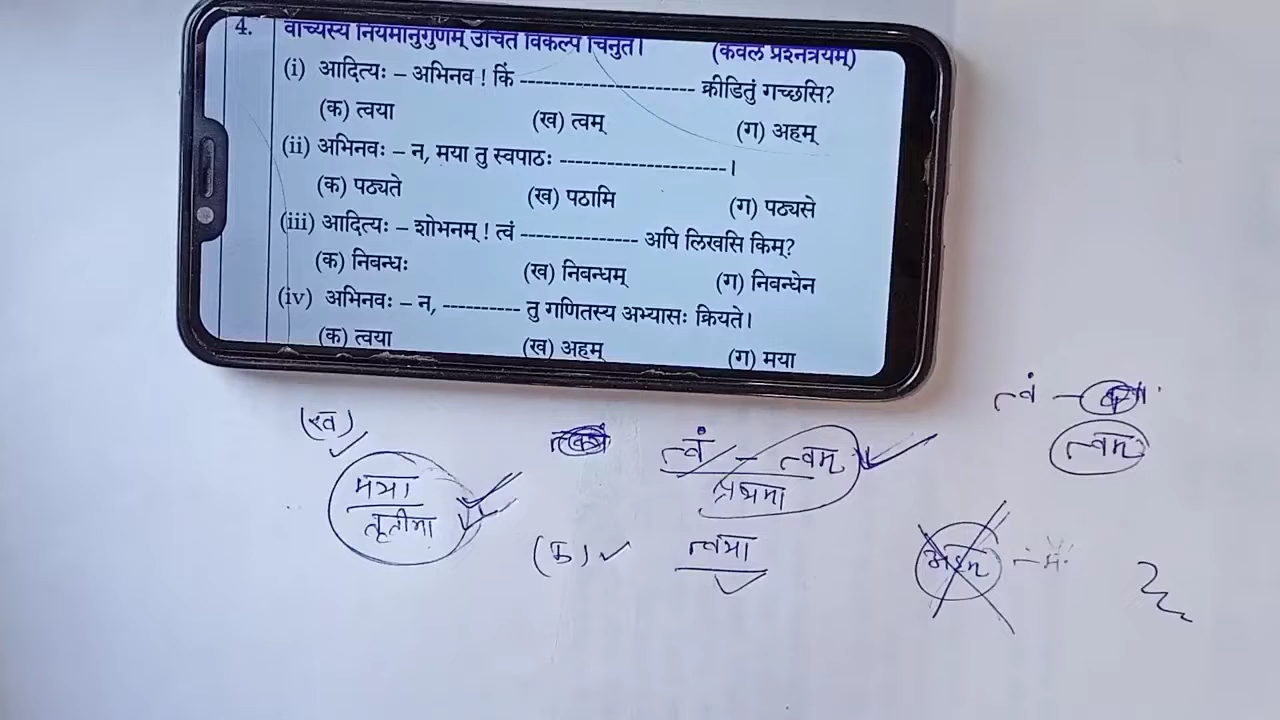 4. वाच्यस्य नियमानुगुणम् उचितं विकल्पं चिनुत। (केवलं प्रश्नत्रयम्)
(i) आदित्यः – अभिनव ! किं ----------------------- क्रीडितुं गच्छसि?
(क) त्वया (ख) त्वम् (ग) अहम्
(ii) अभिनवः – न, मया तु स्वपाठः ----------------------।
(क) पठ्यते (ख) पठामि (ग) पठ्यसे
(iii) आदित्यः – शोभनम् ! त्वं --------------- अपि लिखसि किम्?
(क) निबन्धः (ख) निबन्धम् (ग) निबन्धेन
(iv) अभिनवः – न, ---------- तु गणितस्य अभ्यासः क्रियते।
(क) त्वया (ख) अहम् (ग) मया
त्वं –
(ख) त्वं – त्वम् त्वम्
मया प्रथमा
तृतीया
(क) त्वया अहम्